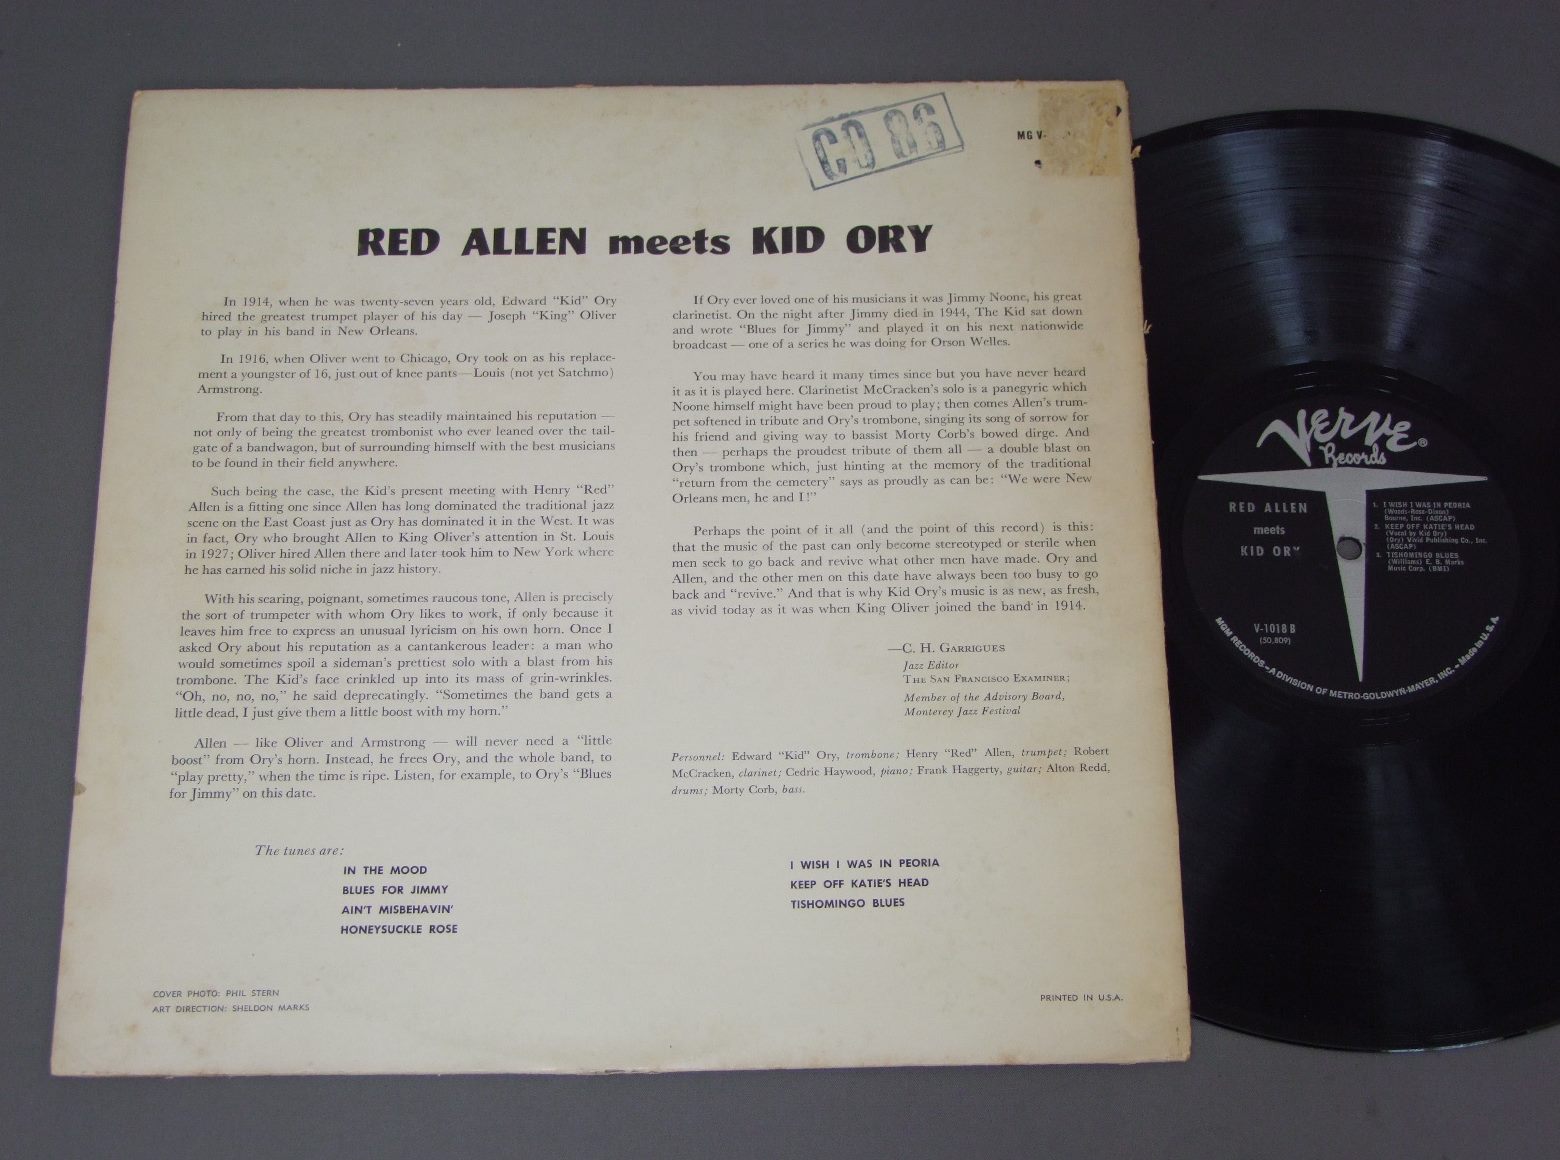 CO 86
MG V-
RED ALLEN meets KID ORY
In 1914, when he was twenty-seven years old, Edward "Kid" Ory
hired the greatest trumpet player of his day — Joseph "King" Oliver
to play in his band in New Orleans.
In 1916, when Oliver went to Chicago, Ory took on as his replace-
ment a youngster of 16, just out of knee pants—Louis (not yet Satchmo)
Armstrong.
From that day to this, Ory has steadily maintained his reputation —
not only of being the greatest trombonist who ever leaned over the tail-
gate of a bandwagon, but of surrounding himself with the best musicians
to be found in their field anywhere.
Such being the case, the Kid's present meeting with Henry "Red"
Allen is a fitting one since Allen has long dominated the traditional jazz
scene on the East Coast just as Ory has dominated it in the West. It was
in fact, Ory who brought Allen to King Oliver's attention in St. Louis
in 1927; Oliver hired Allen there and later took him to New York where
he has earned his solid niche in jazz history.
With his searing, poignant, sometimes raucous tone, Allen is precisely
the sort of trumpeter with whom Ory likes to work, if only because it
leaves him free to express an unusual lyricism on his own horn. Once I
asked Ory about his reputation as a cantankerous leader: a man who
would sometimes spoil a sideman's prettiest solo with a blast from his
trombone. The Kid's face crinkled up into its mass of grin-wrinkles.
"Oh, no, no, no," he said deprecatingly. "Sometimes the band gets a
little dead, I just give them a little boost with my horn."
Allen — like Oliver and Armstrong — will never need a "little
boost" from Ory's horn. Instead, he frees Ory, and the whole band, to
"play pretty," when the time is ripe. Listen, for example, to Ory's "Blues
for Jimmy" on this date.
If Ory ever loved one of his musicians it was Jimmy Noone, his great
clarinetist. On the night after Jimmy died in 1944, The Kid sat down
and wrote "Blues for Jimmy" and played it on his next nationwide
broadcast — one of a series he was doing for Orson Welles.
You may have heard it many times since but you have never heard
it as it is played here. Clarinetist McCracken's solo is a panegyric which
Noone himself might have been proud to play; then comes Allen's trum-
pet softened in tribute and Ory's trombone, singing its song of sorrow for
his friend and giving way to bassist Morty Corb's bowed dirge. And
then — perhaps the proudest tribute of them all — a double blast on
Ory's trombone which, just hinting at the memory of the traditional
"return from the cemetery" says as proudly as can be: "We were New
Orleans men, he and I!"
Perhaps the point of it all (and the point of this record) is this:
that the music of the past can only become stereotyped or sterile when
men seek to go back and revive what other men have made. Ory and
Allen, and the other men on this date have always been too busy to go
back and "revive." And that is why Kid Ory's music is as new, as fresh,
as vivid today as it was when King Oliver joined the band in 1914.
—C. H. GARRIGUES
Jazz Editor
THE SAN FRANCISCO EXAMINER;
Member of the Advisory Board,
Monterey Jazz Festival
Personnel: Edward "Kid" Ory, trombone; Henry "Red" Allen, trumpet; Robert
McCracken, clarinet; Cedric Haywood, piano; Frank Haggerty, guitar; Alton Redd,
drums; Morty Corb, bass.
The tunes are:
IN THE MOOD
BLUES FOR JIMMY
AIN'T MISBEHAVIN'
HONEYSUCKLE ROSE
I WISH I WAS IN PEORIA
KEEP OFF KATIE'S HEAD
TISHOMINGO BLUES
COVER PHOTO: PHIL STERN
ART DIRECTION: SHELDON MARKS
PRINTED IN U.S.A.
VERVE®
Records
RED ALLEN
meets
KID ORY
1. I WISH I WAS IN PEORIA
(Woods-Rose-Dixon)
Bourne, Inc. (ASCAP)
2. KEEP OFF KATIE'S HEAD
(Vocal by Kid Ory)
(Ory) Vivid Publishing Co., Inc.
(ASCAP)
3. TISHOMINGO BLUES
(Williams) E. B. Marks
Music Corp. (BMI)
V-1018 B
(50,809)
MGM RECORDS—A DIVISION OF METRO-GOLDWYN-MAYER, INC.—Made in U.S.A.